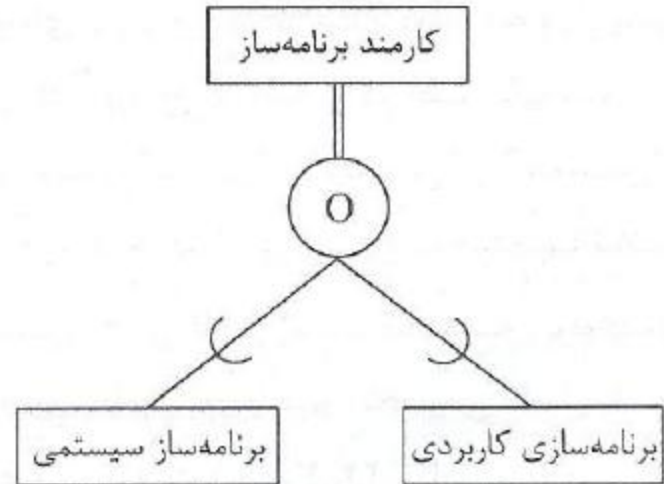 کارمند برنامه‌ساز
O
برنامه‌سازی کاربردی
برنامه‌ساز سیستمی